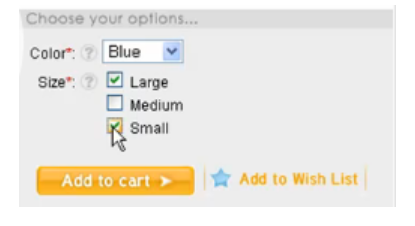 Choose your options...
Color*: ? Blue
Size*: ? Large
Medium
Small
Add to cart ➤ Add to Wish List